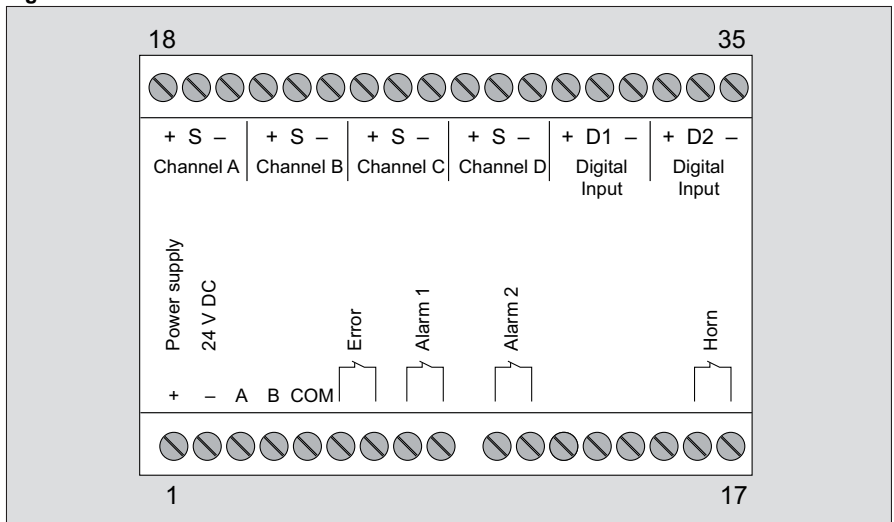 18 35
+ S – + S – + S – + S – + D1 – + D2 –
Channel A Channel B Channel C Channel D Digital Input Digital Input
Power supply
24 V DC
Error
Alarm 1
Alarm 2
Horn
+ – A B COM
1 17